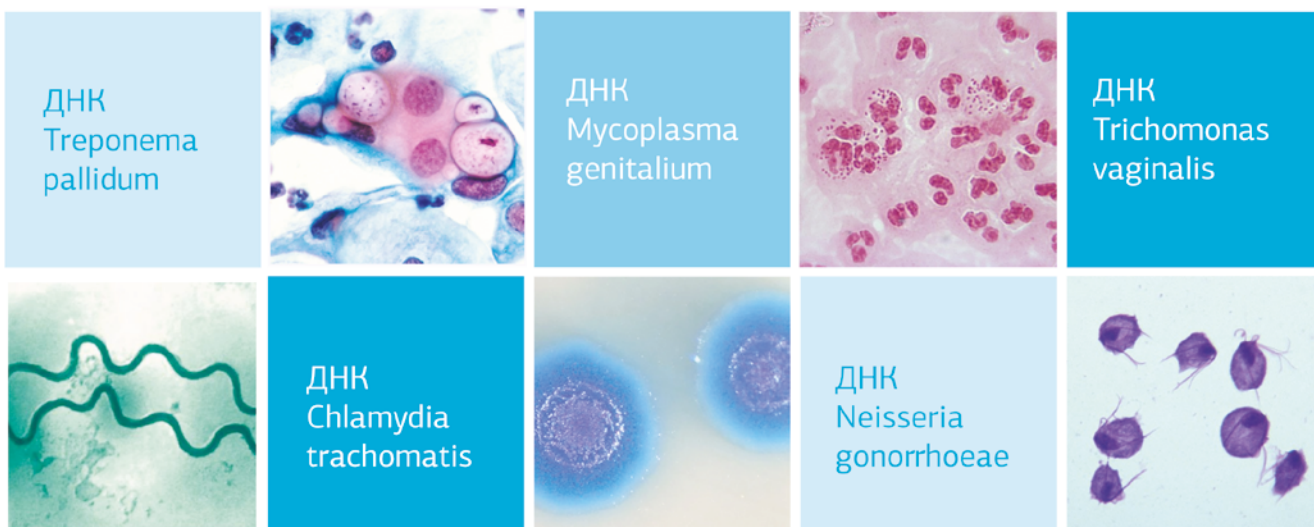 ДНК
Treponema
pallidum
ДНК
Mycoplasma
genitalium
ДНК
Trichomonas
vaginalis
ДНК
Chlamydia
trachomatis
ДНК
Neisseria
gonorrhoeae